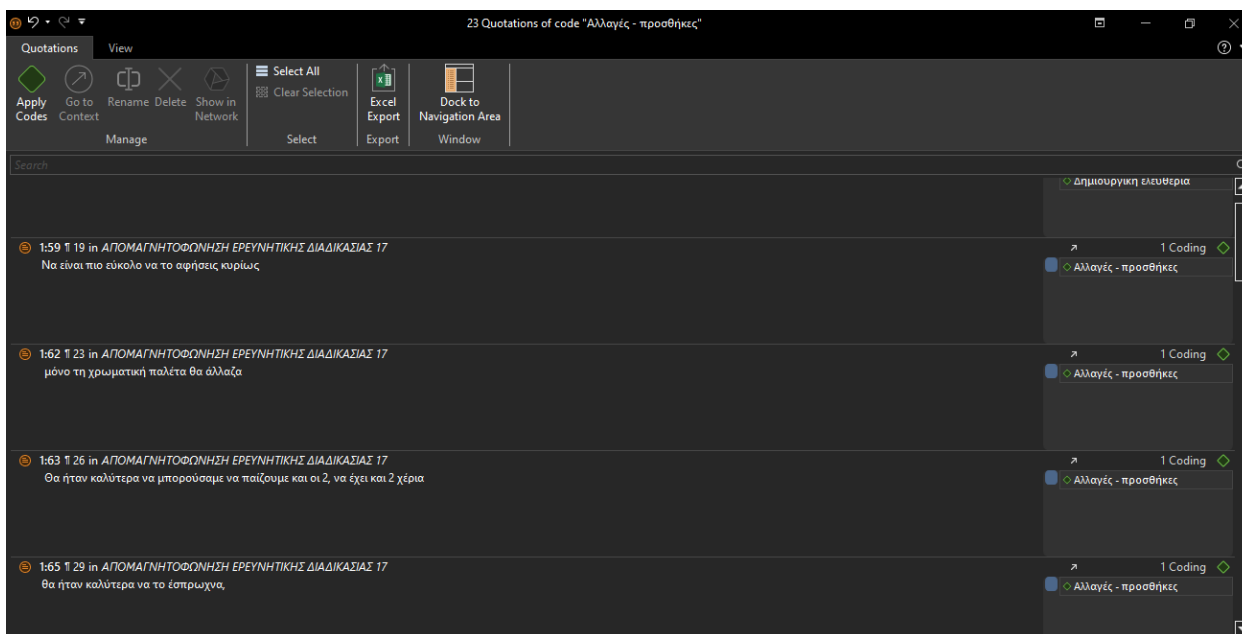 23 Quotations of code "Αλλαγές - προσθήκες"
Quotations View
Apply Codes
Go to Context
Rename
Delete
Show in Network
Select All
Clear Selection
Excel Export
Dock to Navigation Area
Manage Select Export Window
Search
Δημιουργική ελευθερία
1:59 ¶ 19 in ΑΠΟΜΑΓΝΗΤΟΦΩΝΗΣΗ ΕΡΕΥΝΗΤΙΚΗΣ ΔΙΑΔΙΚΑΣΙΑΣ 17 1 Coding
Να είναι πιο εύκολο να το αφήσεις κυρίως Αλλαγές - προσθήκες
1:62 ¶ 23 in ΑΠΟΜΑΓΝΗΤΟΦΩΝΗΣΗ ΕΡΕΥΝΗΤΙΚΗΣ ΔΙΑΔΙΚΑΣΙΑΣ 17 1 Coding
μόνο τη χρωματική παλέτα θα άλλαζα Αλλαγές - προσθήκες
1:63 ¶ 26 in ΑΠΟΜΑΓΝΗΤΟΦΩΝΗΣΗ ΕΡΕΥΝΗΤΙΚΗΣ ΔΙΑΔΙΚΑΣΙΑΣ 17 1 Coding
Θα ήταν καλύτερα να μπορούσαμε να παίζουμε και οι 2, να έχει και 2 χέρια Αλλαγές - προσθήκες
1:65 ¶ 29 in ΑΠΟΜΑΓΝΗΤΟΦΩΝΗΣΗ ΕΡΕΥΝΗΤΙΚΗΣ ΔΙΑΔΙΚΑΣΙΑΣ 17 1 Coding
θα ήταν καλύτερα να το έσπρωχνα, Αλλαγές - προσθήκες